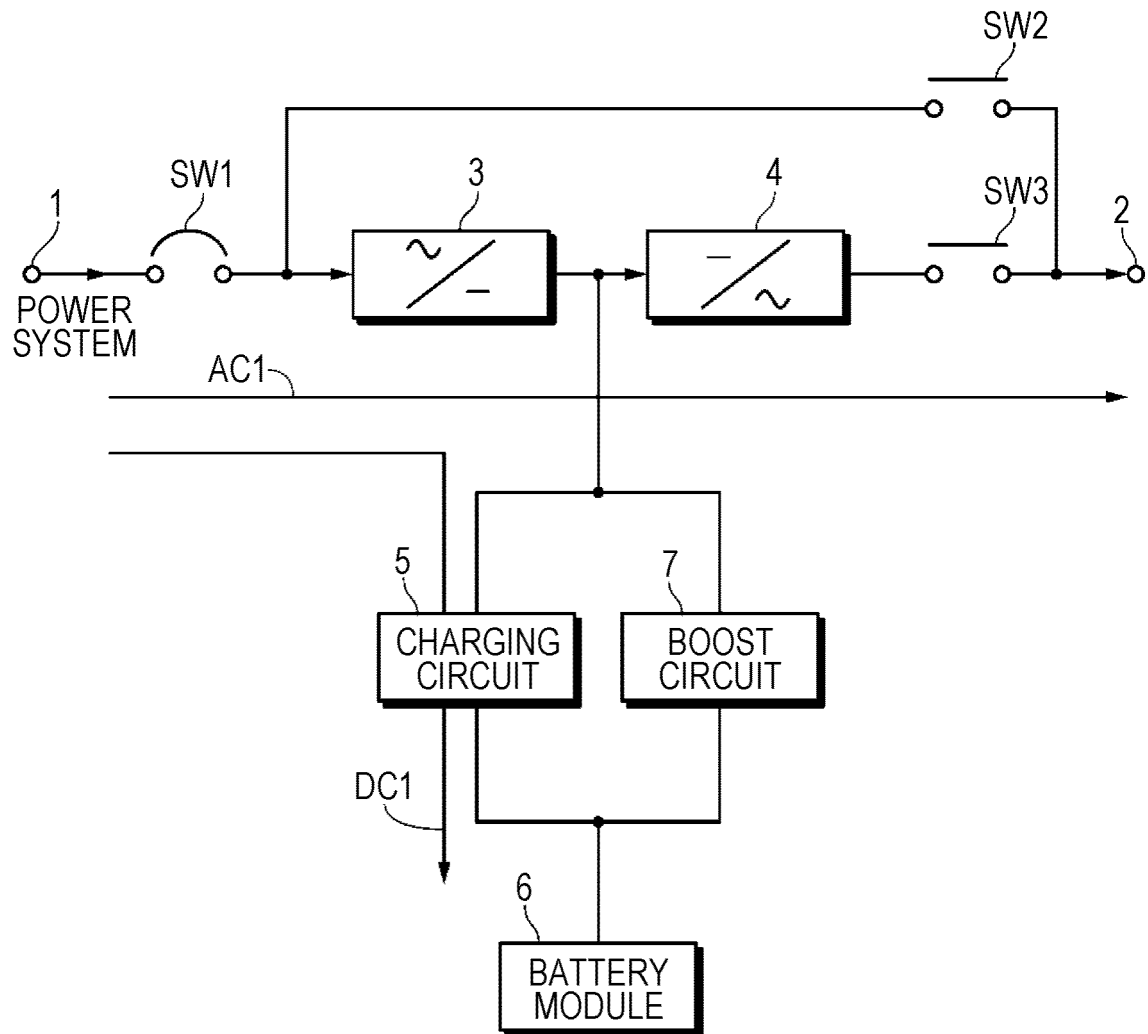 SW2
SW1
3
4
SW3
1
2
POWER
SYSTEM
AC1
5
7
CHARGING
CIRCUIT
BOOST
CIRCUIT
DC1
6
BATTERY
MODULE